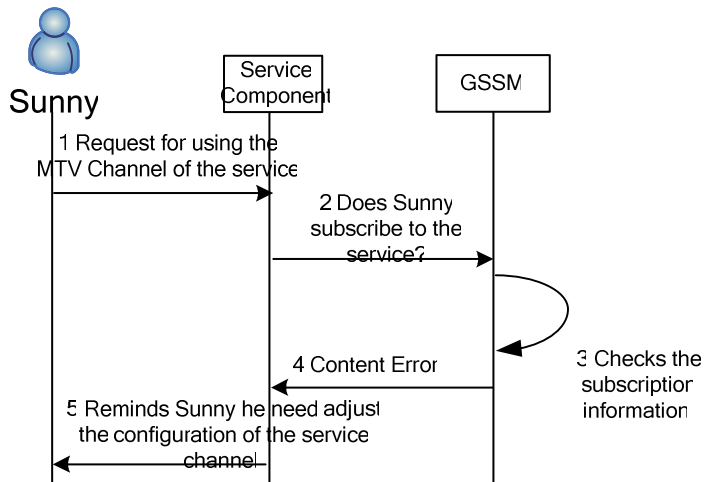 Sunny
Service
Component
GSSM
1 Request for using the
MTV Channel of the service
2 Does Sunny
subscribe to the
service?
3 Checks the
subscription
information
4 Content Error
5 Reminds Sunny he need adjust
the configuration of the service
channel